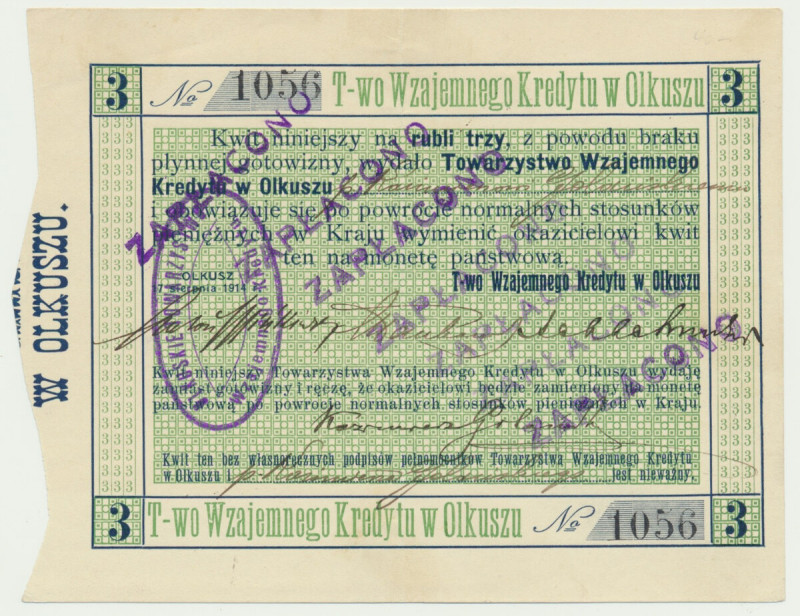 3 № 1056 T-wo Wzajemnego Kredytu w Olkuszu 3
Kwit niniejszy na rubli trzy, z powodu braku
płynnej gotowizny, wydało Towarzystwo Wzajemnego
Kredytu w Olkuszu
i obowiązuje się po powrocie normalnych stosunków
pieniężnych w Kraju wymienić okazicielowi kwit
ten na monetę państwową.
T-wo Wzajemnego Kredytu w Olkuszu
OLKUSZ
17 sierpnia 1914
Kwit niniejszy Towarzystwa Wzajemnego Kredytu w Olkuszu wydaję
zamiast gotowizny i ręczę, że okazicielowi będzie zamieniony na monetę
państwową po powrocie normalnych stosunków pieniężnych w Kraju.
Kwit ten bez własnoręcznych podpisów pełnomocników Towarzystwa Wzajemnego Kredytu
w Olkuszu i jest nieważny.
3 T-wo Wzajemnego Kredytu w Olkuszu № 1056 3
W OLKUSZU.
ZAPŁACONO
ZAPŁACONO
ZAPŁACONO
ZAPŁACONO
ZAPŁACONO
ZAPŁACONO
ZAPŁACONO